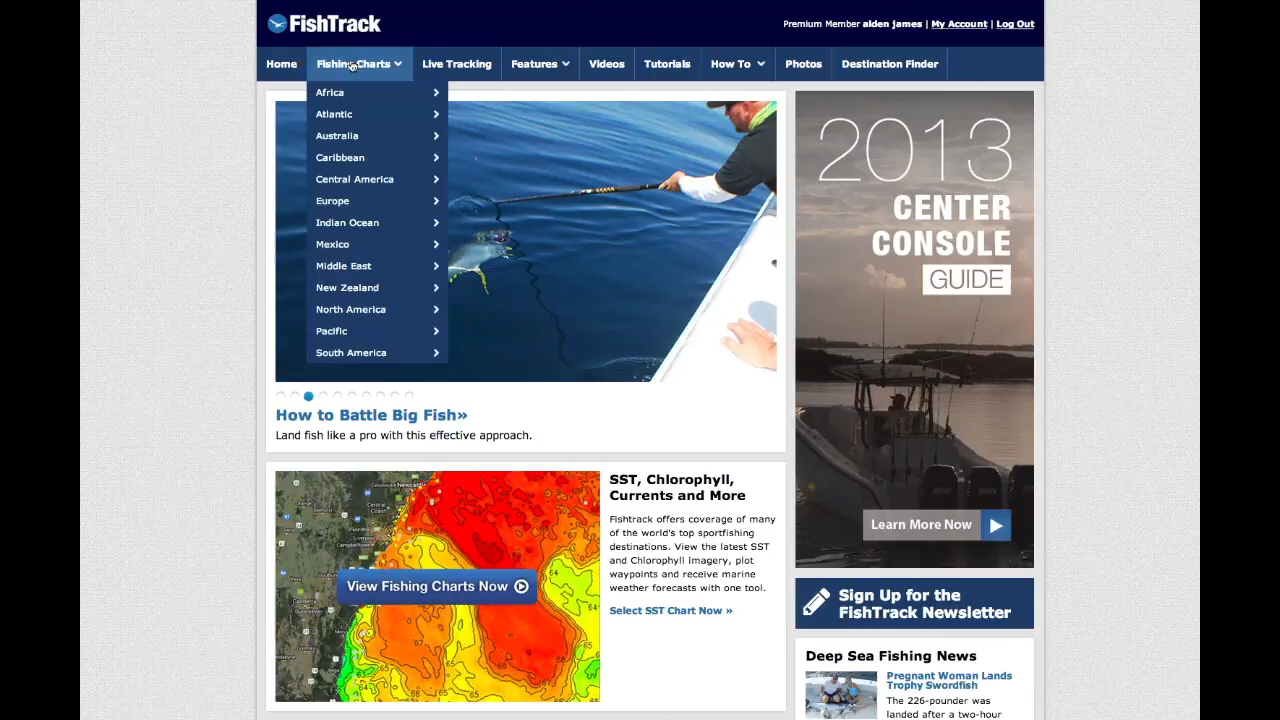 FishTrack
Premium Member alden james | My Account | Log Out
Home Fishing Charts Live Tracking Features Videos Tutorials How To Photos Destination Finder
Africa
Atlantic
Australia
Caribbean
Central America
Europe
Indian Ocean
Mexico
Middle East
New Zealand
North America
Pacific
South America
How to Battle Big Fish»
Land fish like a pro with this effective approach.
View Fishing Charts Now
67
66
65
65
65
64
SST, Chlorophyll,
Currents and More
Fishtrack offers coverage of many
of the world's top sportfishing
destinations. View the latest SST
and Chlorophyll imagery, plot
waypoints and receive marine
weather forecasts with one tool.
Select SST Chart Now »
2013
CENTER
CONSOLE
GUIDE
Learn More Now
Sign Up for the
FishTrack Newsletter
Deep Sea Fishing News
Pregnant Woman Lands
Trophy Swordfish
The 226-pounder was
landed after a two-hour